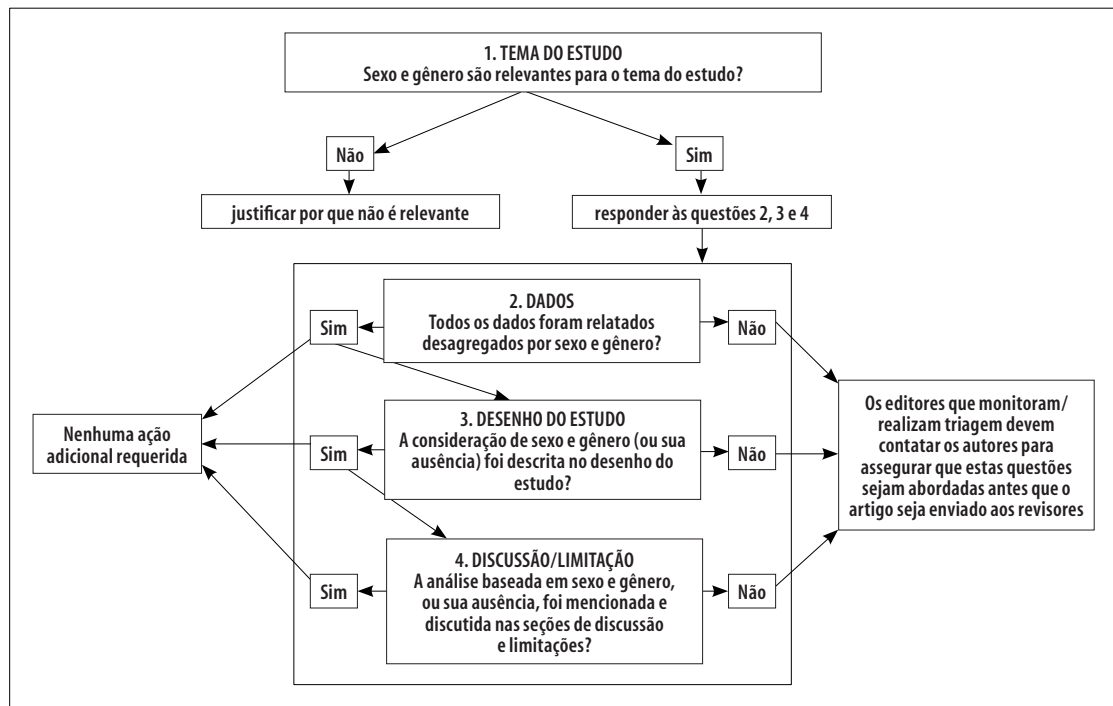 1. TEMA DO ESTUDO
Sexo e gênero são relevantes para o tema do estudo?
Não
Sim
justificar por que não é relevante
responder às questões 2, 3 e 4
2. DADOS
Todos os dados foram relatados
desagregados por sexo e gênero?
Sim
Não
3. DESENHO DO ESTUDO
A consideração de sexo e gênero (ou sua
ausência) foi descrita no desenho do
estudo?
Sim
Não
4. DISCUSSÃO/LIMITAÇÃO
A análise baseada em sexo e gênero,
ou sua ausência, foi mencionada e
discutida nas seções de discussão
e limitações?
Sim
Não
Nenhuma ação
adicional requerida
Os editores que monitoram/
realizam triagem devem
contatar os autores para
assegurar que estas questões
sejam abordadas antes que o
artigo seja enviado aos revisores